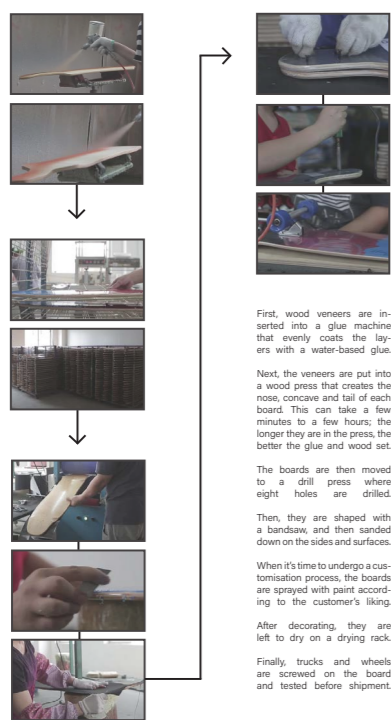 First, wood veneers are in-
serted into a glue machine
that evenly coats the lay-
ers with a water-based glue.
Next, the veneers are put into
a wood press that creates the
nose, concave and tail of each
board. This can take a few
minutes to a few hours; the
longer they are in the press, the
better the glue and wood set.
The boards are then moved
to a drill press where
eight holes are drilled.
Then, they are shaped with
a bandsaw, and then sanded
down on the sides and surfaces.
When it's time to undergo a cus-
tomisation process, the boards
are sprayed with paint accord-
ing to the customer's liking.
After decorating, they are
left to dry on a drying rack.
Finally, trucks and wheels
are screwed on the board
and tested before shipment.